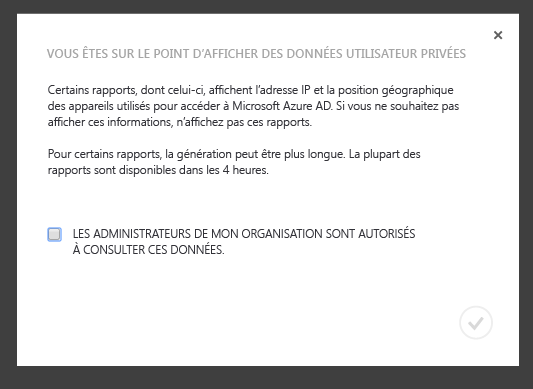 VOUS ÊTES SUR LE POINT D'AFFICHER DES DONNÉES UTILISATEUR PRIVÉES
Certains rapports, dont celui-ci, affichent l'adresse IP et la position géographique
des appareils utilisés pour accéder à Microsoft Azure AD. Si vous ne souhaitez pas
afficher ces informations, n'affichez pas ces rapports.
Pour certains rapports, la génération peut être plus longue. La plupart des
rapports sont disponibles dans les 4 heures.
LES ADMINISTRATEURS DE MON ORGANISATION SONT AUTORISÉS
À CONSULTER CES DONNÉES.